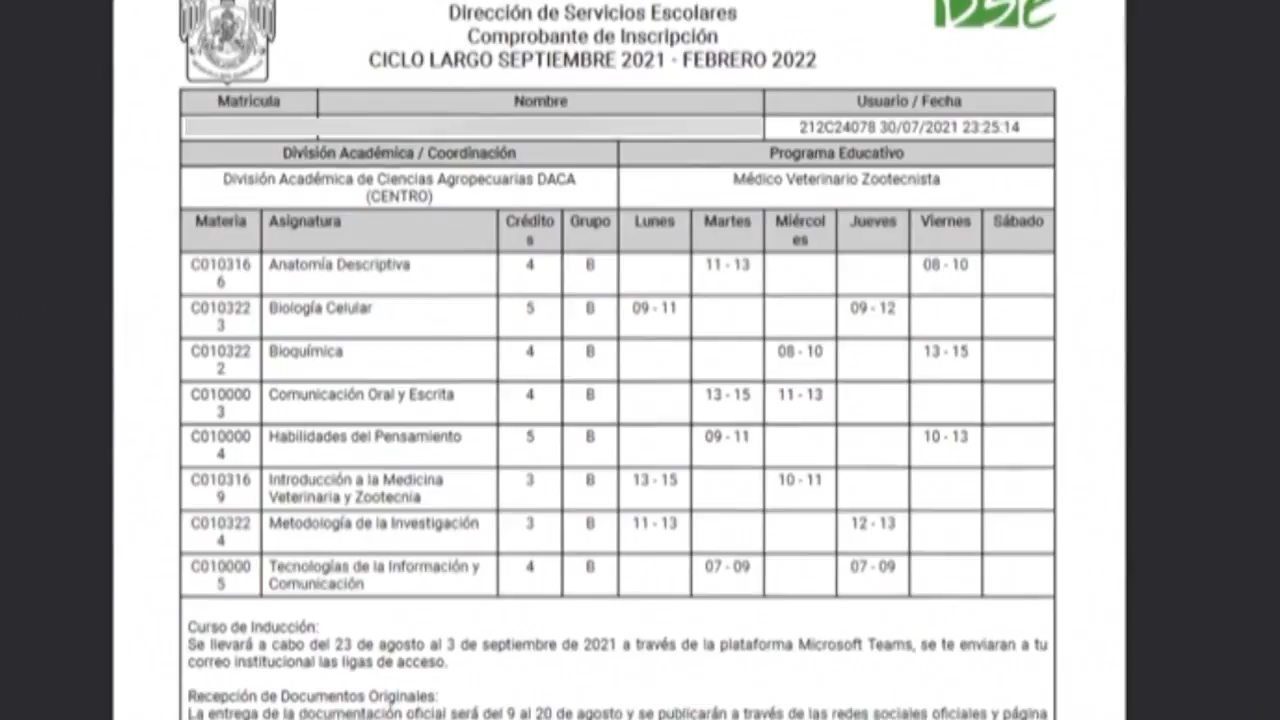 Dirección de Servicios Escolares
Comprobante de Inscripción
CICLO LARGO SEPTIEMBRE 2021 - FEBRERO 2022
Matricula Nombre Usuario / Fecha
212C24078 30/07/2021 23:25:14
División Académica / Coordinación Programa Educativo
División Académica de Ciencias Agropecuarias DACA Médico Veterinario Zootecnista
(CENTRO)
Materia Asignatura Crédito Grupo Lunes Martes Miércol Jueves Viernes Sábado
s es
C010316 Anatomía Descriptiva 4 B 11 - 13 08 - 10
6
C010322 Biología Celular 5 B 09 - 11 09 - 12
3
C010322 Bioquímica 4 B 08 - 10 13 - 15
2
C010000 Comunicación Oral y Escrita 4 B 13 - 15 11 - 13
3
C010000 Habilidades del Pensamiento 5 B 09 - 11 10 - 13
4
C010316 Introducción a la Medicina 3 B 13 - 15 10 - 11
9 Veterinaria y Zootecnia
C010322 Metodología de la Investigación 3 B 11 - 13 12 - 13
4
C010000 Tecnologías de la Información y 4 B 07 - 09 07 - 09
5 Comunicación
Curso de Inducción:
Se llevará a cabo del 23 de agosto al 3 de septiembre de 2021 a través de la plataforma Microsoft Teams, se te enviaran a tu
correo institucional las ligas de acceso.
Recepción de Documentos Originales:
La entrega de la documentación oficial será del 9 al 20 de agosto y se publicarán a través de las redes sociales oficiales y página